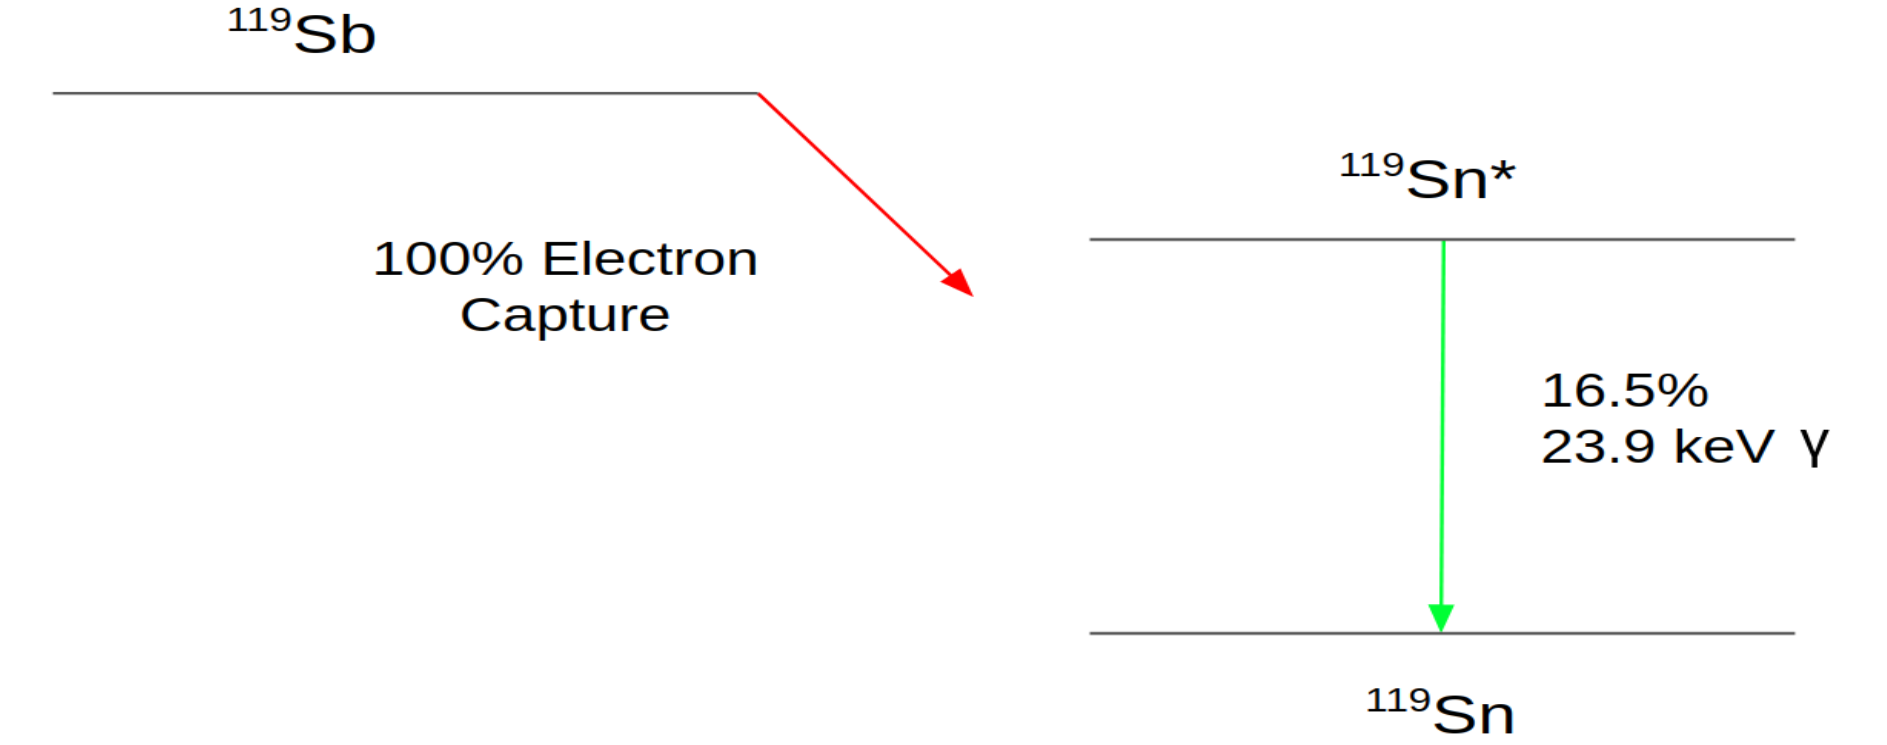 ¹¹⁹Sb
¹¹⁹Sn*
100% Electron
Capture
16.5%
23.9 keV γ
¹¹⁹Sn